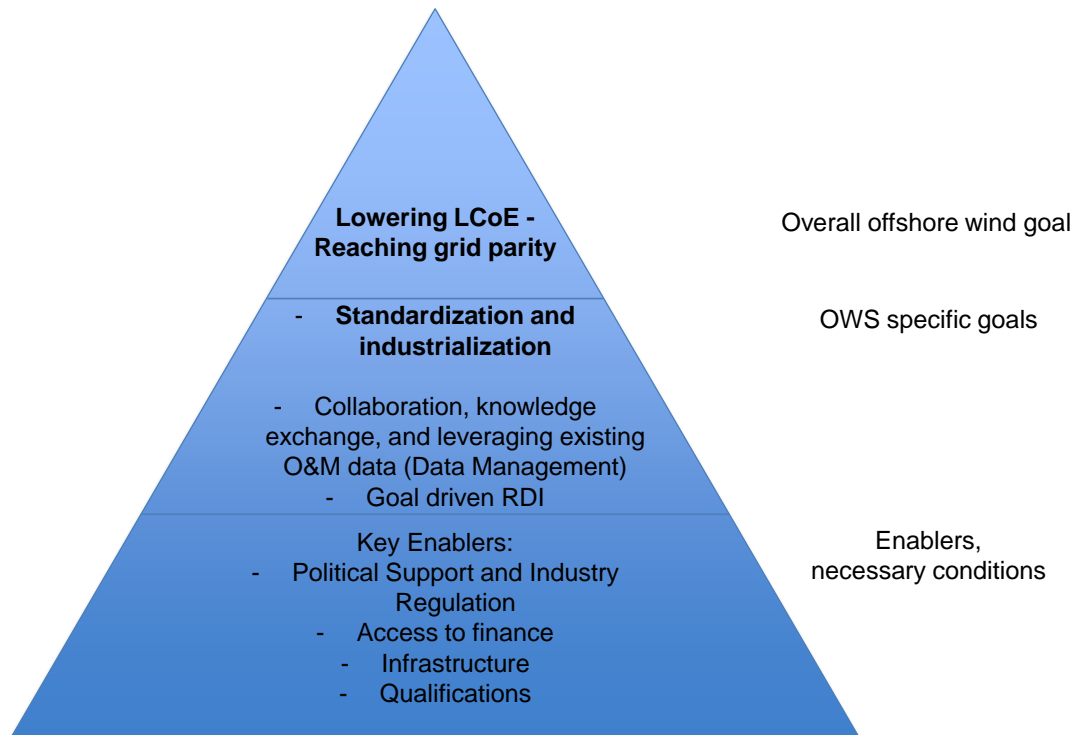 Lowering LCoE -
Reaching grid parity
Overall offshore wind goal
- Standardization and
industrialization
OWS specific goals
- Collaboration, knowledge
exchange, and leveraging existing
O&M data (Data Management)
- Goal driven RDI
Key Enablers:
- Political Support and Industry
Regulation
- Access to finance
- Infrastructure
- Qualifications
Enablers,
necessary conditions